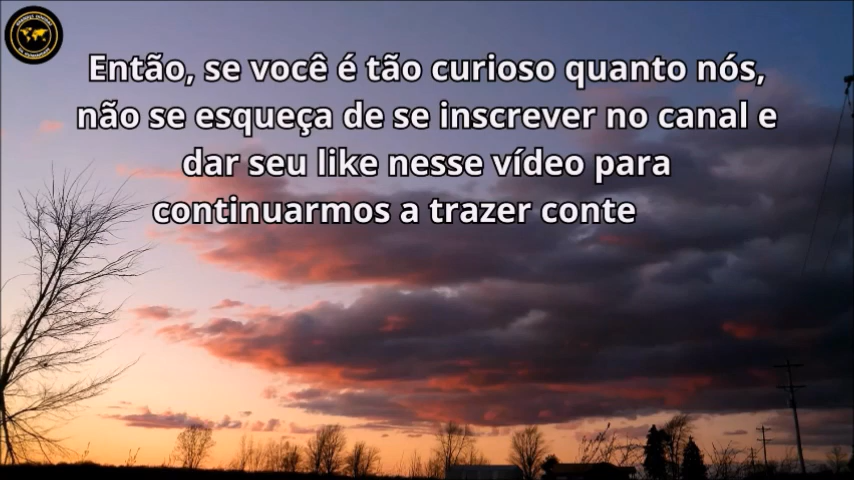 Então, se você é tão curioso quanto nós,
não se esqueça de se inscrever no canal e
dar seu like nesse vídeo para
continuarmos a trazer conte